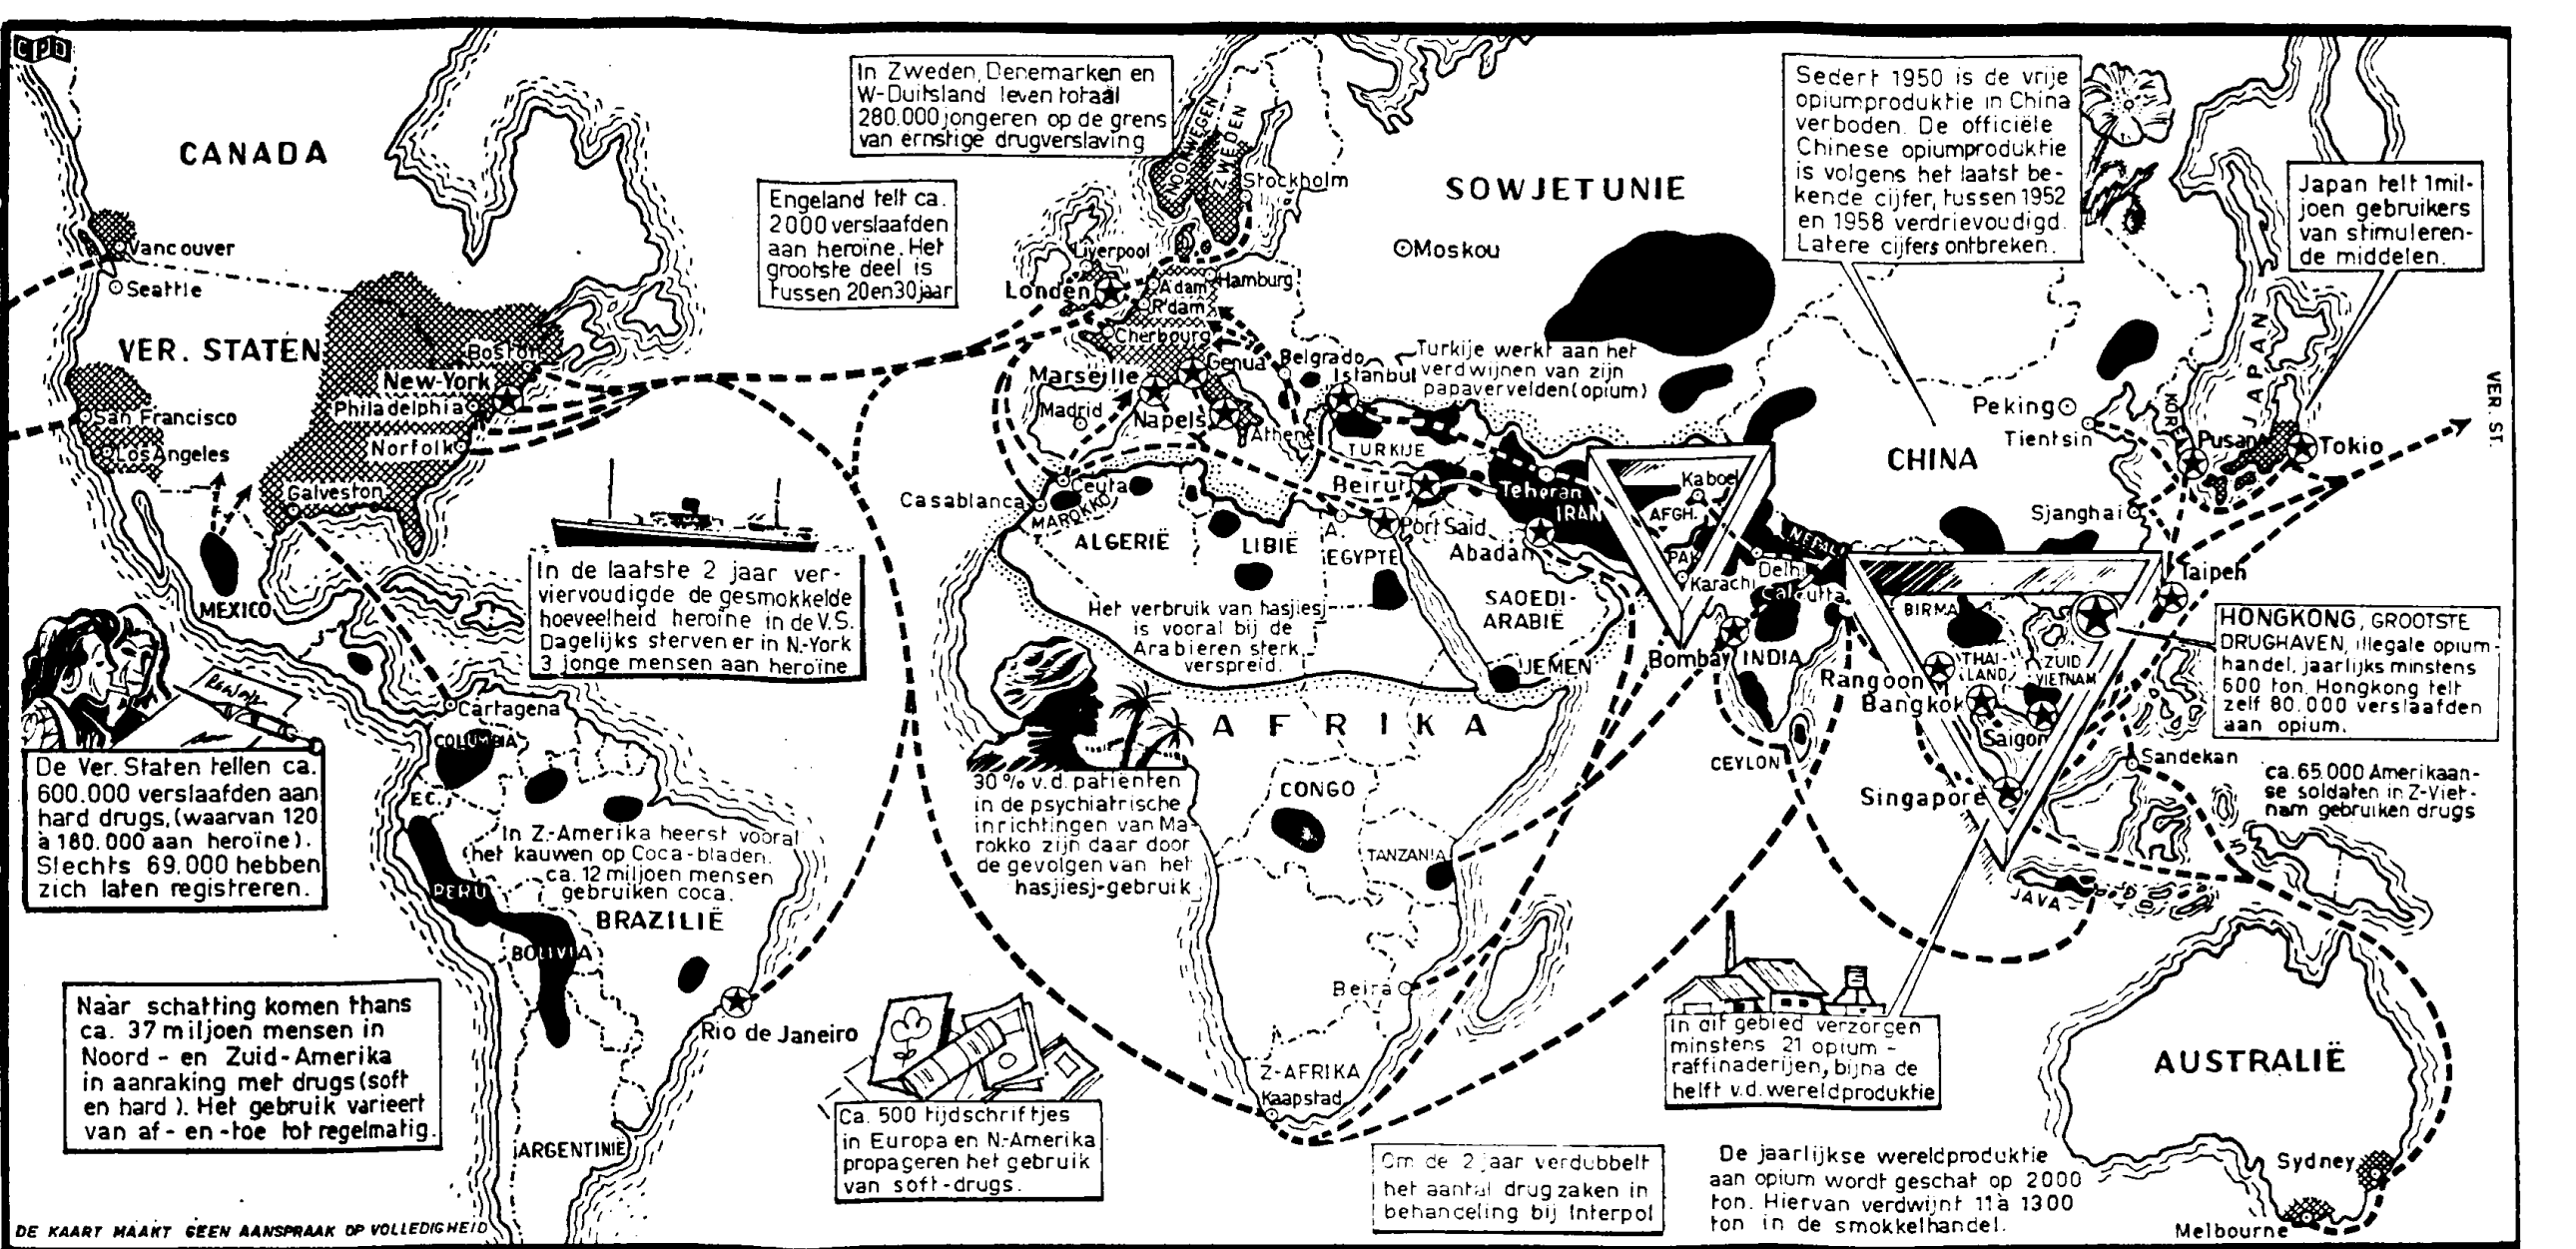 CPD
CANADA
Vancouver
Seattle
VER. STATEN
San Francisco
Los Angeles
Boston
New-York
Philadelphia
Norfolk
Galveston
MEXICO
In de laatste 2 jaar ver-
viervoudigde de gesmokkelde
hoeveelheid heroïne in de V.S.
Dagelijks sterven er in N.-York
3 jonge mensen aan heroïne
De Ver. Staten tellen ca.
600.000 verslaafden aan
hard drugs, (waarvan 120
à 180.000 aan heroïne).
Slechts 69.000 hebben
zich laten registreren.
Naar schatting komen thans
ca. 37 miljoen mensen in
Noord - en Zuid-Amerika
in aanraking met drugs (soft
en hard). Het gebruik varieert
van af - en -toe tot regelmatig.
Cartagena
COLUMBIA
E.C.
PERU
In Z.-Amerika heerst vooral
het kauwen op Coca-bladen.
ca. 12 miljoen mensen
gebruiken coca.
BRAZILIË
BOLIVIA
Rio de Janeiro
ARGENTINIË
DE KAART MAAKT GEEN AANSPRAAK OP VOLLEDIGHEID
In Zweden, Denemarken en
W-Duitsland leven totaal
280.000 jongeren op de grens
van ernstige drugverslaving
Engeland telt ca.
2000 verslaafden
aan heroïne. Het
grootste deel is
tussen 20 en 30 jaar
NOORWEGEN
ZWEDEN
Stockholm
Liverpool
Londen
A'dam
R'dam
Hamburg
Cherbourg
Genua
Marseille
Madrid
Napels
Athene
Belgrado
Istanbul
Turkije werkt aan het
verdwijnen van zijn
papavervelden (opium)
SOWJETUNIE
Moskou
TURKIJE
Beirut
Teheran
IRAN
Port Said
Abadan
Casablanca
Ceuta
MAROKKO
ALGERIË
LIBIË
A.
EGYPTE
SAOEDI-
ARABIË
JEMEN
Het verbruik van hasjiesj
is vooral bij de
Arabieren sterk
verspreid.
AFRIKA
30 % v.d. patiënten
in de psychiatrische
inrichtingen van Ma-
rokko zijn daar door
de gevolgen van het
hasjiesj-gebruik
CONGO
TANZANIA
Beira
Z-AFRIKA
Kaapstad
Ca. 500 tijdschriftjes
in Europa en N.-Amerika
propageren het gebruik
van soft-drugs.
Om de 2 jaar verdubbelt
het aantal drugzaken in
behandeling bij Interpol
Sedert 1950 is de vrije
opiumproduktie in China
verboden. De officiële
Chinese opiumproduktie
is volgens het laatst be-
kende cijfer, tussen 1952
en 1958 verdrievoudigd.
Latere cijfers ontbreken.
Japan telt 1 mil-
joen gebruikers
van stimuleren-
de middelen.
Peking
Tientsin
KOREA
JAPAN
Pusan
Tokio
VER. ST.
CHINA
Sjanghai
Taipeh
Kaboel
AFGH.
PAK.
Karachi
NEPAL
Delhi
Calcutta
Bombay
INDIA
CEYLON
BIRMA
Rangoon
THAI-
LAND
ZUID
VIETNAM
Bangkok
Saigon
Singapore
HONGKONG, GROOTSTE
DRUGHAVEN, illegale opium-
handel, jaarlijks minstens
600 ton. Hongkong telt
zelf 80.000 verslaafden
aan opium.
Sandekan
ca. 65.000 Amerikaan-
se soldaten in Z-Viet-
nam gebruiken drugs
JAVA
In dit gebied verzorgen
minstens 21 opium -
raffinaderijen, bijna de
helft v.d. wereldproduktie
AUSTRALIË
Sydney
Melbourne
De jaarlijkse wereldproduktie
aan opium wordt geschat op 2000
ton. Hiervan verdwijnt 11 à 1300
ton in de smokkelhandel.